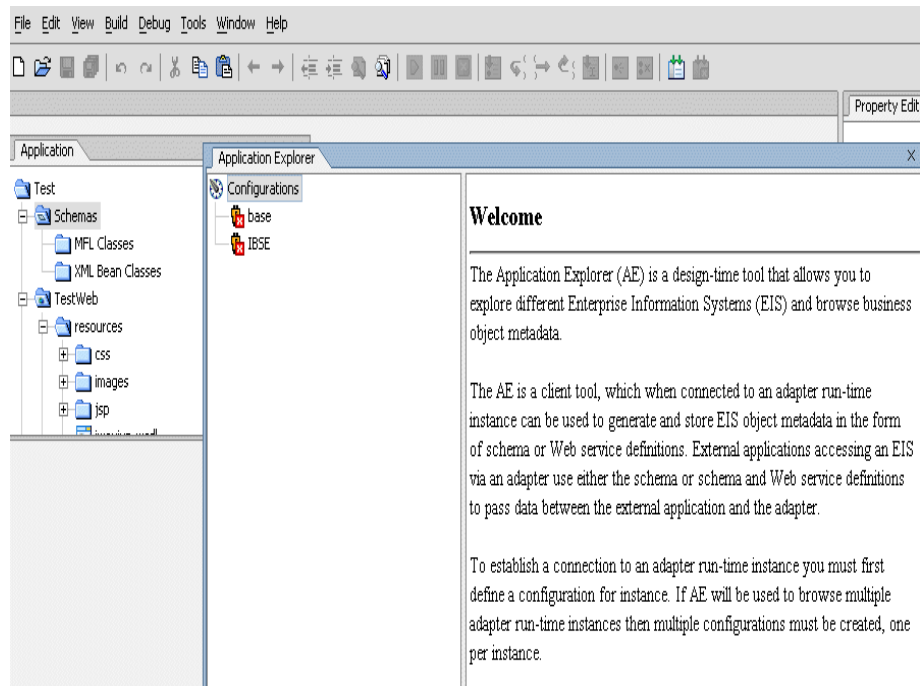 File Edit View Build Debug Tools Window Help
Property Edit
Application
Test
Schemas
MFL Classes
XML Bean Classes
TestWeb
resources
css
images
jsp
Application Explorer
X
Configurations
base
IBSE
Welcome
The Application Explorer (AE) is a design-time tool that allows you to
explore different Enterprise Information Systems (EIS) and browse business
object metadata.
The AE is a client tool, which when connected to an adapter run-time
instance can be used to generate and store EIS object metadata in the form
of schema or Web service definitions. External applications accessing an EIS
via an adapter use either the schema or schema and Web service definitions
to pass data between the external application and the adapter.
To establish a connection to an adapter run-time instance you must first
define a configuration for instance. If AE will be used to browse multiple
adapter run-time instances then multiple configurations must be created, one
per instance.